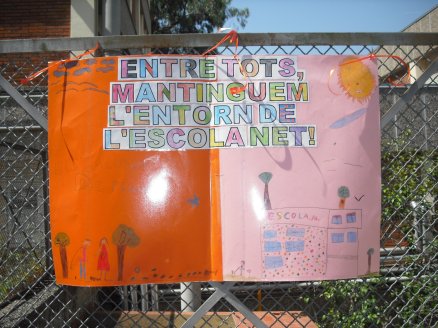 ENTRE TOTS,
MANTINGUEM
L'ENTORN DE
L'ESCOLA NET!
ESCOLA